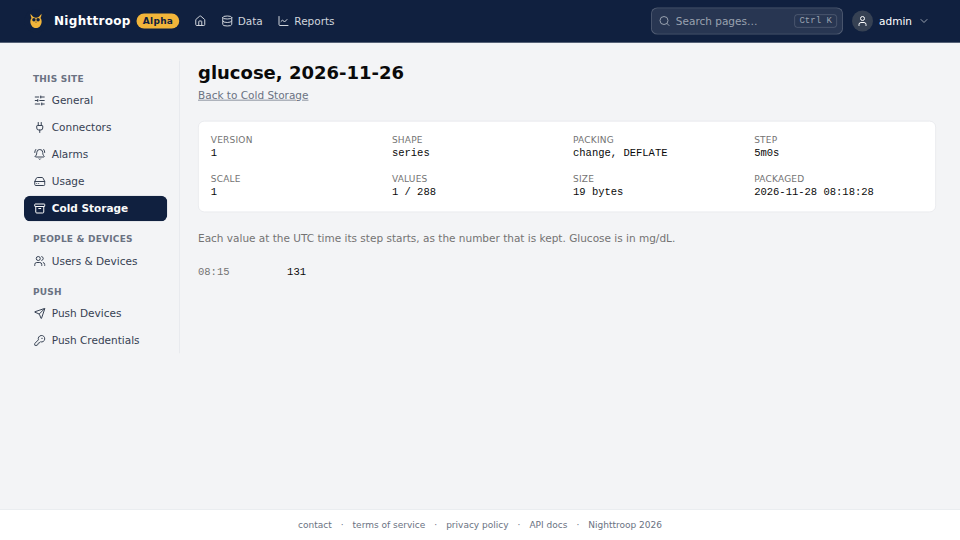 Nighttroop Alpha Data Reports Search pages... Ctrl K admin
THIS SITE
General
Connectors
Alarms
Usage
Cold Storage
PEOPLE & DEVICES
Users & Devices
PUSH
Push Devices
Push Credentials
glucose, 2026-11-26
Back to Cold Storage
VERSION SHAPE PACKING STEP
1 series change, DEFLATE 5m0s
SCALE VALUES SIZE PACKAGED
1 1 / 288 19 bytes 2026-11-28 08:18:28
Each value at the UTC time its step starts, as the number that is kept. Glucose is in mg/dL.
08:15 131
contact · terms of service · privacy policy · API docs · Nighttroop 2026